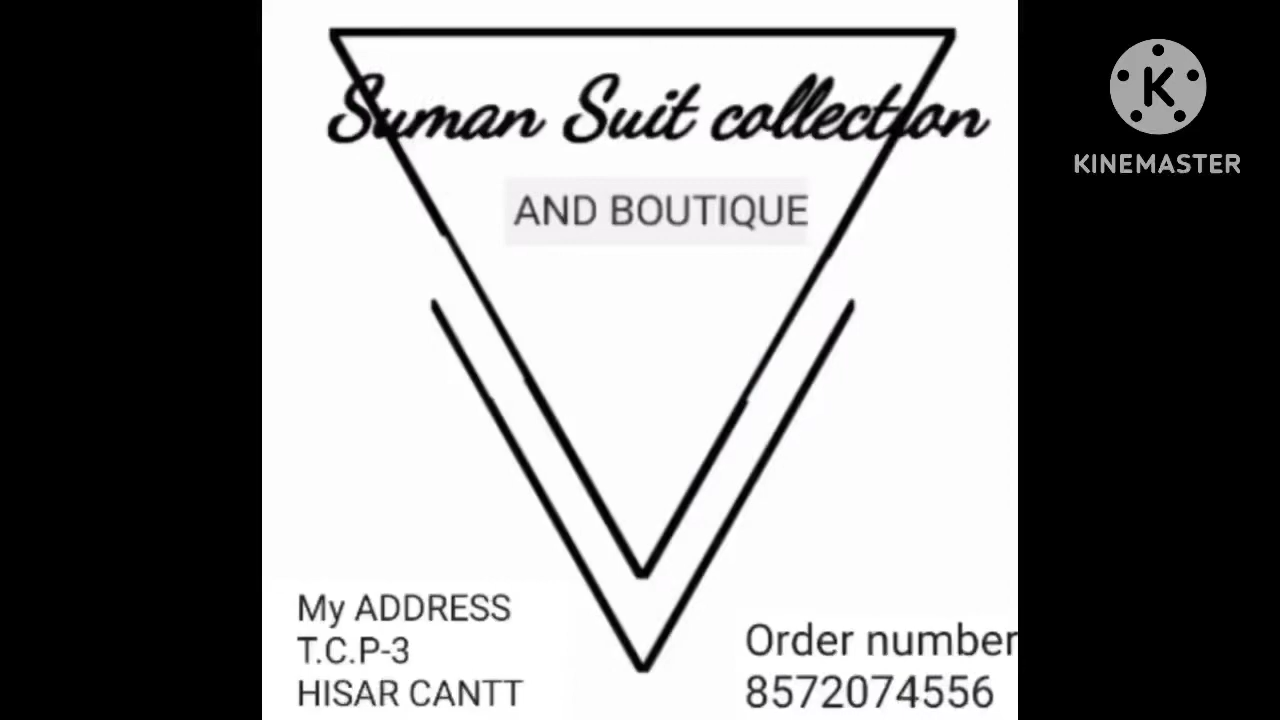 Suman Suit collection
AND BOUTIQUE
K
KINEMASTER
My ADDRESS
T.C.P-3
HISAR CANTT
Order number
8572074556